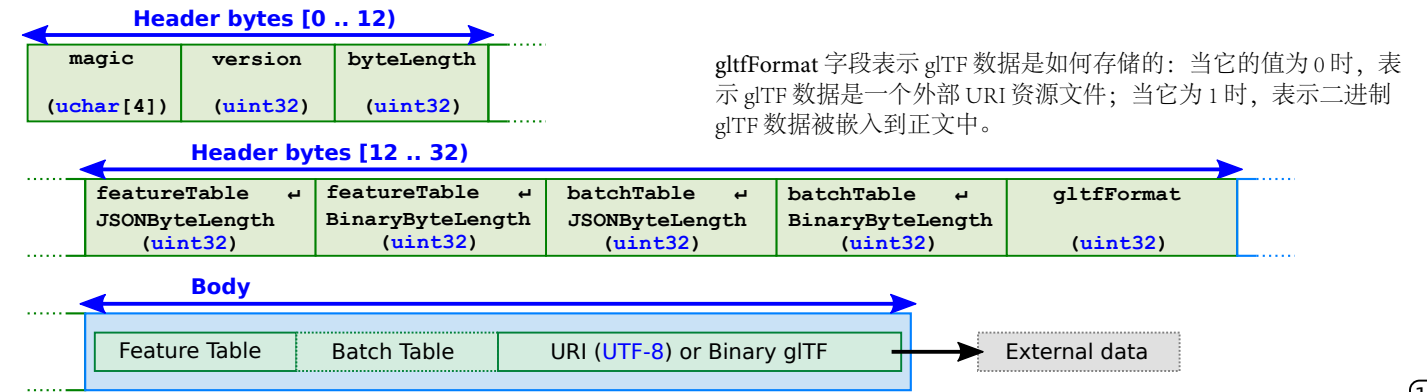 Header bytes [0 .. 12)
magic version byteLength
(uchar[4]) (uint32) (uint32)
gltfFormat 字段表示 glTF 数据是如何存储的：当它的值为 0 时，表
示 glTF 数据是一个外部 URI 资源文件；当它为 1 时，表示二进制
glTF 数据被嵌入到正文中。
Header bytes [12 .. 32)
featureTable ↵ featureTable ↵ batchTable ↵ batchTable ↵ gltfFormat
JSONByteLength BinaryByteLength JSONByteLength BinaryByteLength
(uint32) (uint32) (uint32) (uint32) (uint32)
Body
Feature Table Batch Table URI (UTF-8) or Binary glTF External data